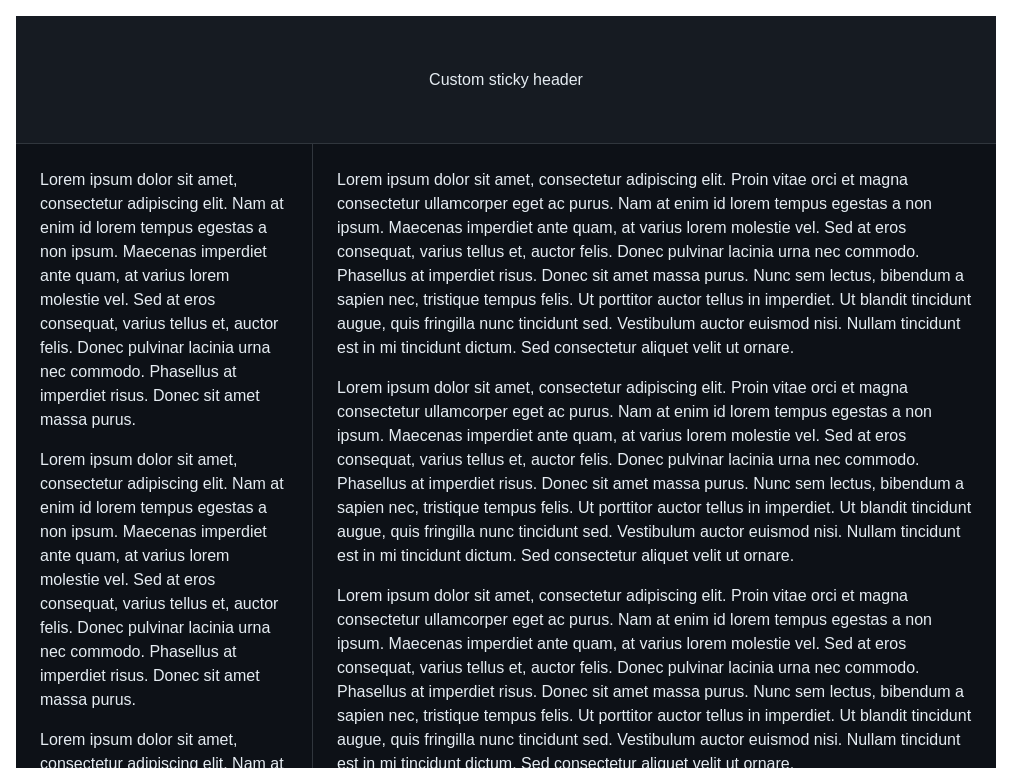 Custom sticky header
Lorem ipsum dolor sit amet,
consectetur adipiscing elit. Nam at
enim id lorem tempus egestas a
non ipsum. Maecenas imperdiet
ante quam, at varius lorem
molestie vel. Sed at eros
consequat, varius tellus et, auctor
felis. Donec pulvinar lacinia urna
nec commodo. Phasellus at
imperdiet risus. Donec sit amet
massa purus.
Lorem ipsum dolor sit amet,
consectetur adipiscing elit. Nam at
enim id lorem tempus egestas a
non ipsum. Maecenas imperdiet
ante quam, at varius lorem
molestie vel. Sed at eros
consequat, varius tellus et, auctor
felis. Donec pulvinar lacinia urna
nec commodo. Phasellus at
imperdiet risus. Donec sit amet
massa purus.
Lorem ipsum dolor sit amet,
consectetur adipiscing elit. Nam at
Lorem ipsum dolor sit amet, consectetur adipiscing elit. Proin vitae orci et magna
consectetur ullamcorper eget ac purus. Nam at enim id lorem tempus egestas a non
ipsum. Maecenas imperdiet ante quam, at varius lorem molestie vel. Sed at eros
consequat, varius tellus et, auctor felis. Donec pulvinar lacinia urna nec commodo.
Phasellus at imperdiet risus. Donec sit amet massa purus. Nunc sem lectus, bibendum a
sapien nec, tristique tempus felis. Ut porttitor auctor tellus in imperdiet. Ut blandit tincidunt
augue, quis fringilla nunc tincidunt sed. Vestibulum auctor euismod nisi. Nullam tincidunt
est in mi tincidunt dictum. Sed consectetur aliquet velit ut ornare.
Lorem ipsum dolor sit amet, consectetur adipiscing elit. Proin vitae orci et magna
consectetur ullamcorper eget ac purus. Nam at enim id lorem tempus egestas a non
ipsum. Maecenas imperdiet ante quam, at varius lorem molestie vel. Sed at eros
consequat, varius tellus et, auctor felis. Donec pulvinar lacinia urna nec commodo.
Phasellus at imperdiet risus. Donec sit amet massa purus. Nunc sem lectus, bibendum a
sapien nec, tristique tempus felis. Ut porttitor auctor tellus in imperdiet. Ut blandit tincidunt
augue, quis fringilla nunc tincidunt sed. Vestibulum auctor euismod nisi. Nullam tincidunt
est in mi tincidunt dictum. Sed consectetur aliquet velit ut ornare.
Lorem ipsum dolor sit amet, consectetur adipiscing elit. Proin vitae orci et magna
consectetur ullamcorper eget ac purus. Nam at enim id lorem tempus egestas a non
ipsum. Maecenas imperdiet ante quam, at varius lorem molestie vel. Sed at eros
consequat, varius tellus et, auctor felis. Donec pulvinar lacinia urna nec commodo.
Phasellus at imperdiet risus. Donec sit amet massa purus. Nunc sem lectus, bibendum a
sapien nec, tristique tempus felis. Ut porttitor auctor tellus in imperdiet. Ut blandit tincidunt
augue, quis fringilla nunc tincidunt sed. Vestibulum auctor euismod nisi. Nullam tincidunt
est in mi tincidunt dictum. Sed consectetur aliquet velit ut ornare.